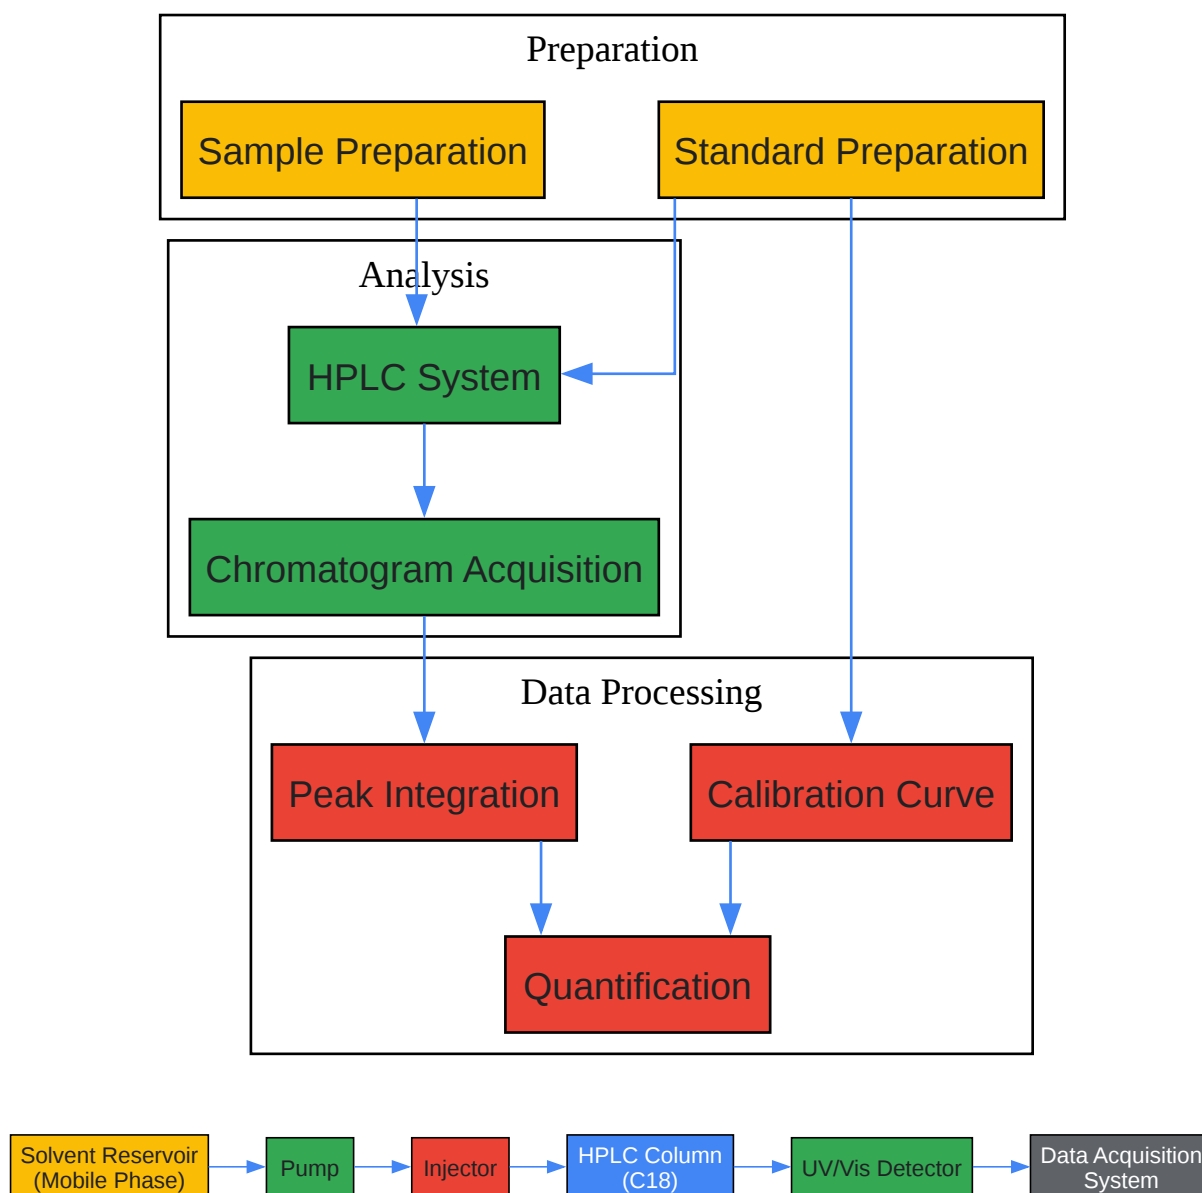 Preparation
Sample Preparation
Standard Preparation
Analysis
HPLC System
Chromatogram Acquisition
Data Processing
Peak Integration
Calibration Curve
Quantification
Solvent Reservoir
(Mobile Phase)
Pump
Injector
HPLC Column
(C18)
UV/Vis Detector
Data Acquisition
System